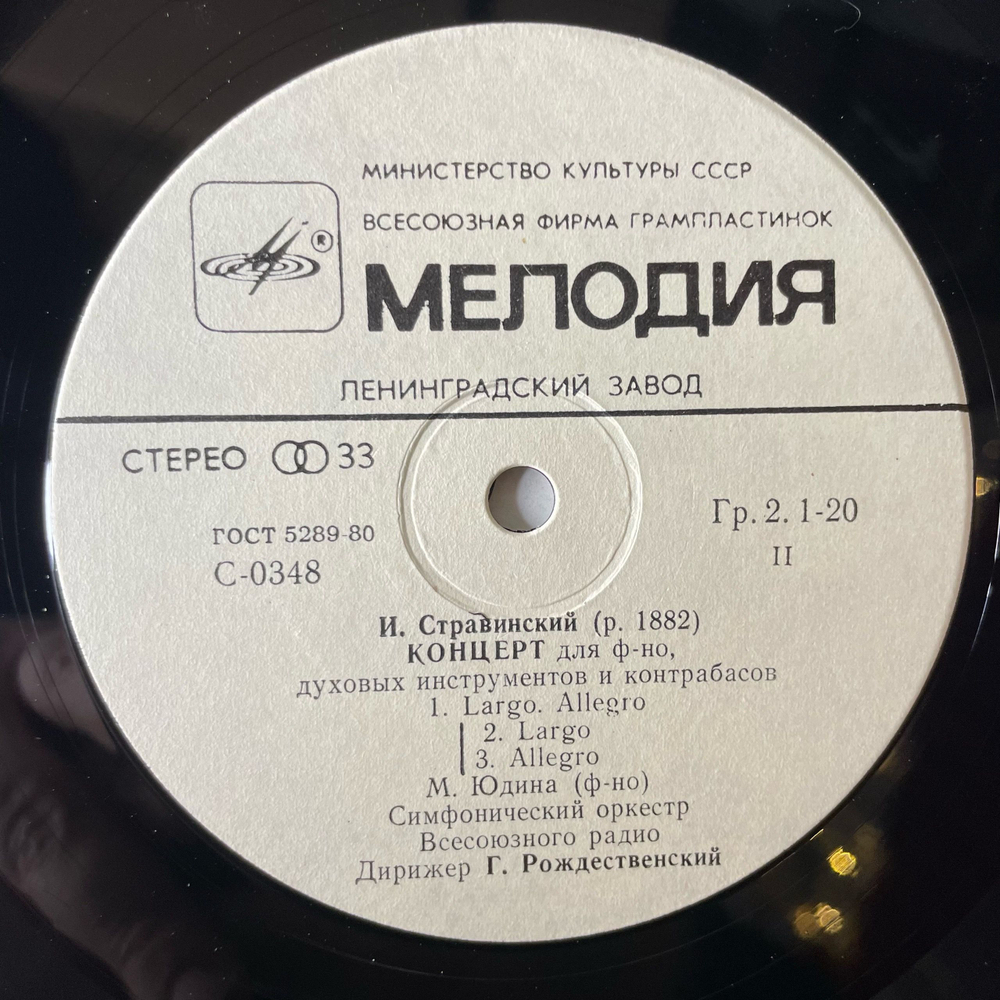 МИНИСТЕРСТВО КУЛЬТУРЫ СССР
ВСЕСОЮЗНАЯ ФИРМА ГРАМПЛАСТИНОК
®
МЕЛОДИЯ
ЛЕНИНГРАДСКИЙ ЗАВОД
СТЕРЕО 33
ГОСТ 5289-80
С-0348
Гр. 2. 1-20
II
И. Стравинский (р. 1882)
КОНЦЕРТ для ф-но,
духовых инструментов и контрабасов
1. Largo. Allegro
2. Largo
3. Allegro
М. Юдина (ф-но)
Симфонический оркестр
Всесоюзного радио
Дирижер Г. Рождественский